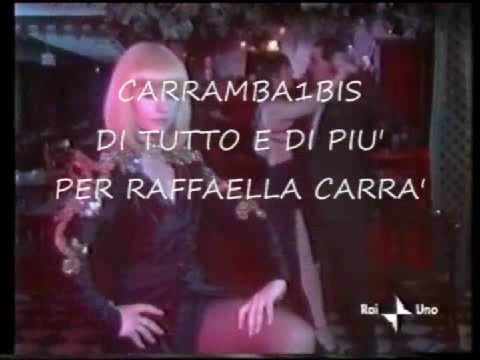 CARRAMBA1BIS
DI TUTTO E DI PIU'
PER RAFFAELLA CARRA'
Rai Uno